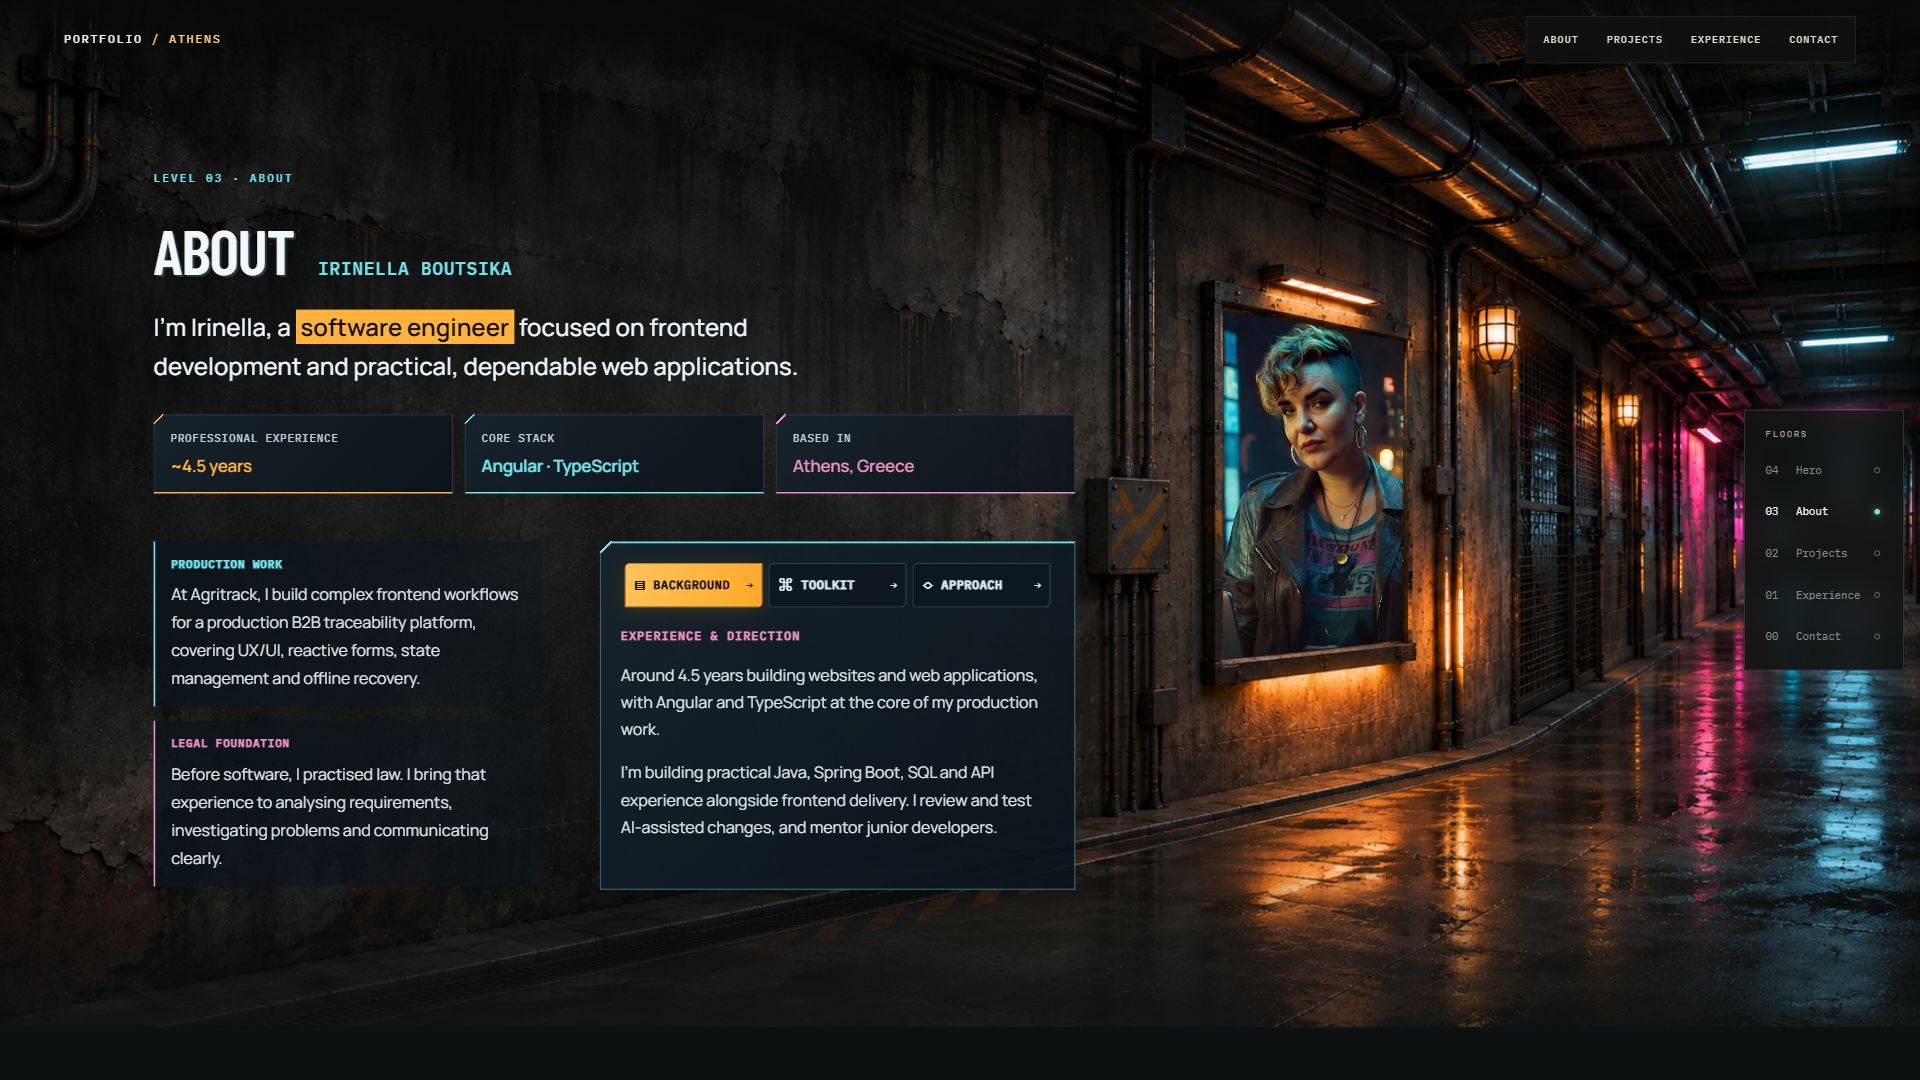 PORTFOLIO / ATHENS
ABOUT PROJECTS EXPERIENCE CONTACT
LEVEL 03 · ABOUT
ABOUT IRINELLA BOUTSIKA
I'm Irinella, a software engineer focused on frontend
development and practical, dependable web applications.
PROFESSIONAL EXPERIENCE
~4.5 years
CORE STACK
Angular · TypeScript
BASED IN
Athens, Greece
PRODUCTION WORK
At Agritrack, I build complex frontend workflows
for a production B2B traceability platform,
covering UX/UI, reactive forms, state
management and offline recovery.
LEGAL FOUNDATION
Before software, I practised law. I bring that
experience to analysing requirements,
investigating problems and communicating
clearly.
BACKGROUND → TOOLKIT → APPROACH →
EXPERIENCE & DIRECTION
Around 4.5 years building websites and web applications,
with Angular and TypeScript at the core of my production
work.
I'm building practical Java, Spring Boot, SQL and API
experience alongside frontend delivery. I review and test
AI-assisted changes, and mentor junior developers.
FLOORS
04 Hero
03 About
02 Projects
01 Experience
00 Contact